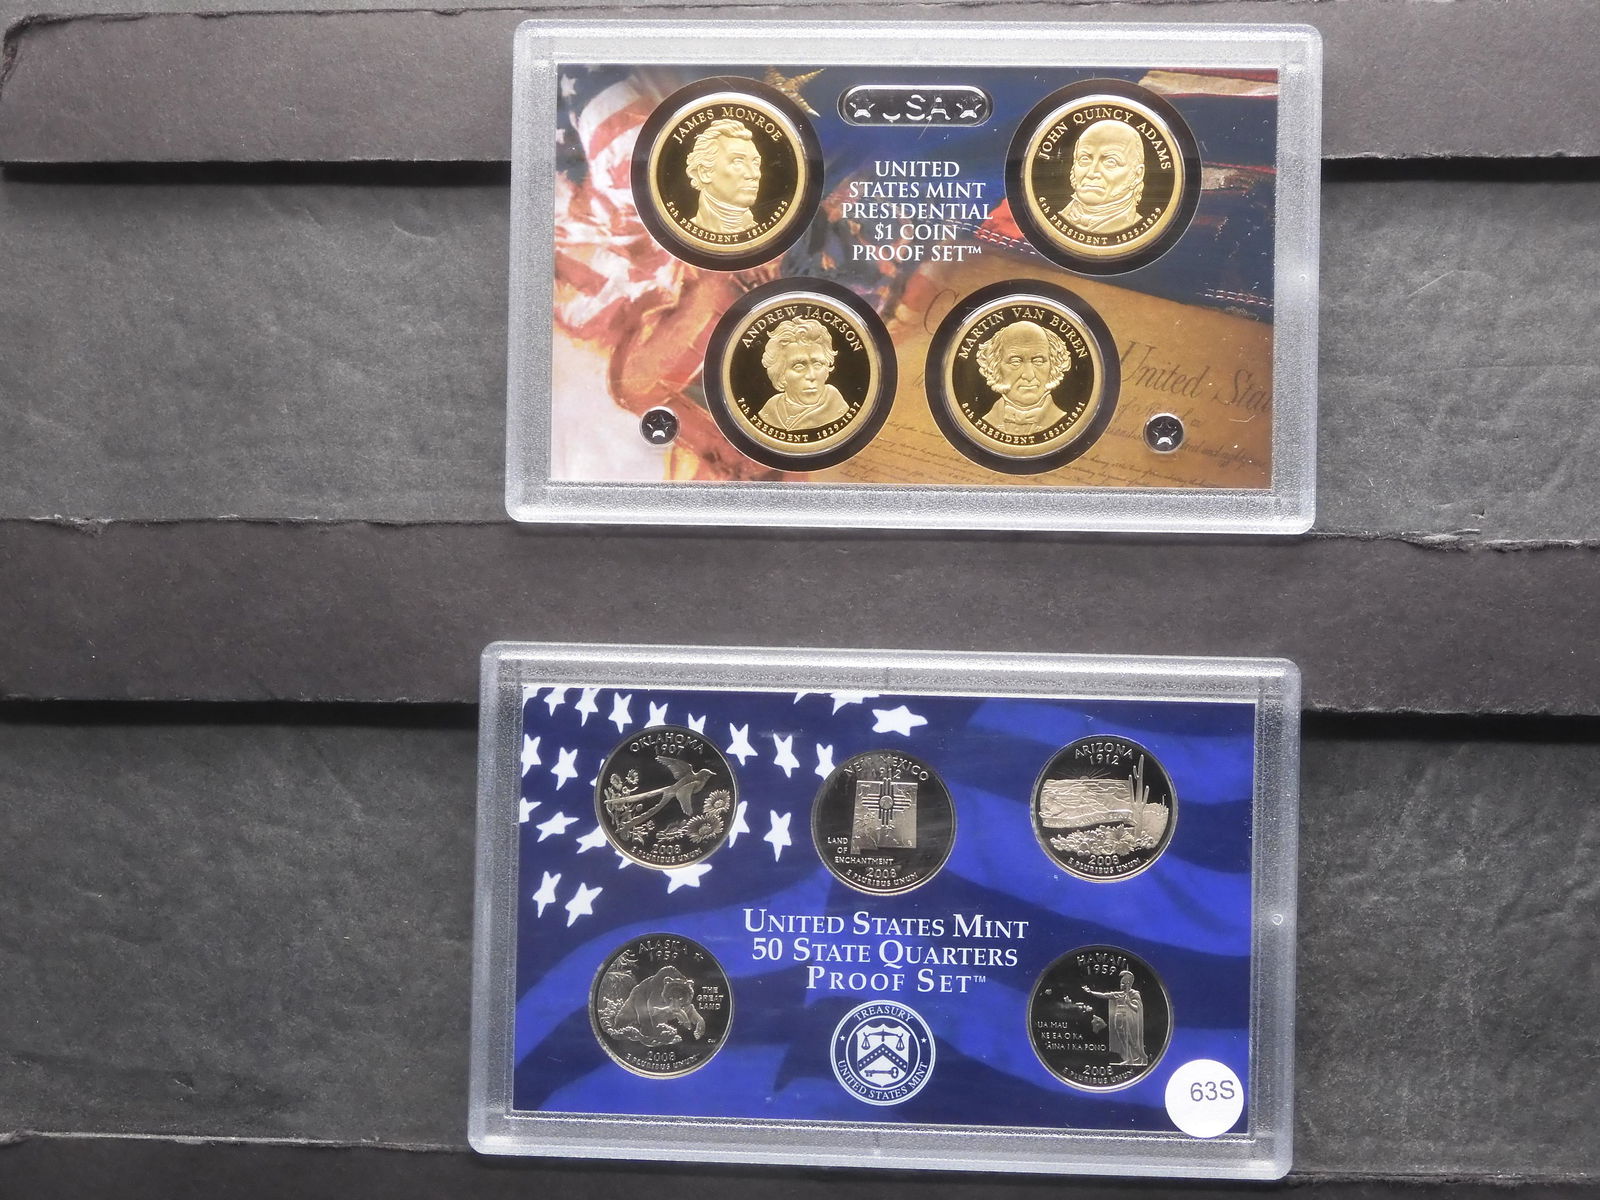 USA
UNITED
STATES MINT
PRESIDENTIAL
$1 COIN
PROOF SET™
JAMES MONROE
5th PRESIDENT 1817-1825
JOHN QUINCY ADAMS
6th PRESIDENT 1825-1829
ANDREW JACKSON
7th PRESIDENT 1829-1837
MARTIN VAN BUREN
8th PRESIDENT 1837-1841
United Sta
OKLAHOMA
1907
2008
E PLURIBUS UNUM
NEW MEXICO
1912
LAND
OF
ENCHANTMENT
2008
E PLURIBUS UNUM
ARIZONA
1912
2008
E PLURIBUS UNUM
UNITED STATES MINT
50 STATE QUARTERS
PROOF SET™
ALASKA
1959
THE
GREAT
LAND
2008
E PLURIBUS UNUM
TREASURY
UNITED STATES MINT
HAWAI'I
1959
UA MAU
KE EA O KA
'ĀINA I KA PONO
2008
E PLURIBUS UNUM
63S